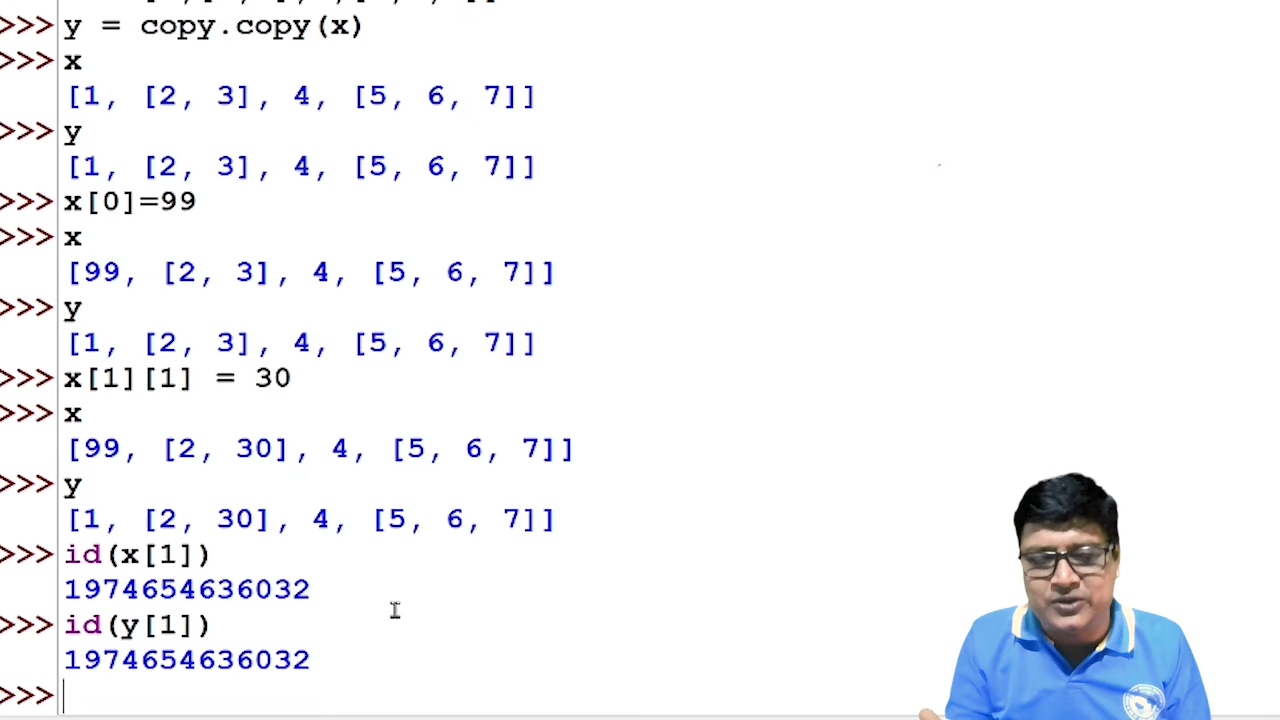 >>> y = copy.copy(x)
>>> x
[1, [2, 3], 4, [5, 6, 7]]
>>> y
[1, [2, 3], 4, [5, 6, 7]]
>>> x[0]=99
>>> x
[99, [2, 3], 4, [5, 6, 7]]
>>> y
[1, [2, 3], 4, [5, 6, 7]]
>>> x[1][1] = 30
>>> x
[99, [2, 30], 4, [5, 6, 7]]
>>> y
[1, [2, 30], 4, [5, 6, 7]]
>>> id(x[1])
1974654636032
>>> id(y[1])
1974654636032
>>>